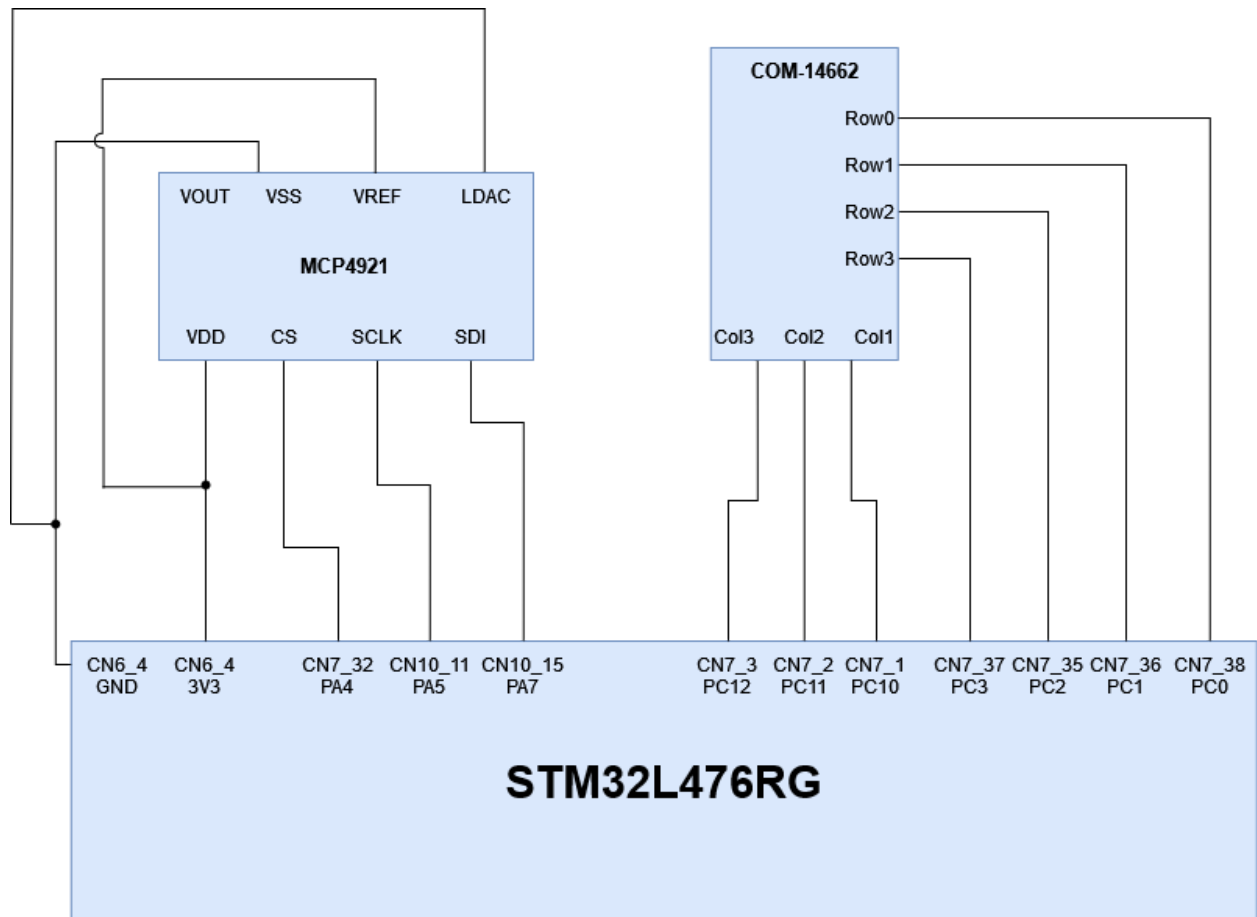 COM-14662
Row0
Row1
Row2
Row3
Col3 Col2 Col1
VOUT VSS VREF LDAC
MCP4921
VDD CS SCLK SDI
CN6_4 CN6_4 CN7_32 CN10_11 CN10_15 CN7_3 CN7_2 CN7_1 CN7_37 CN7_35 CN7_36 CN7_38
GND 3V3 PA4 PA5 PA7 PC12 PC11 PC10 PC3 PC2 PC1 PC0
STM32L476RG